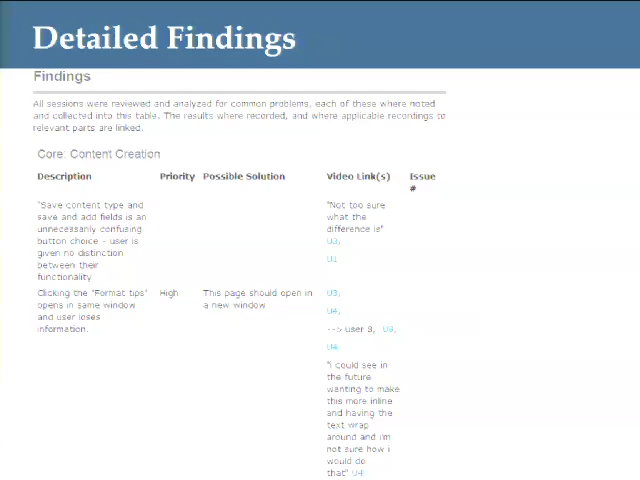 Detailed Findings
Findings
All sessions were reviewed and analyzed for common problems, each of these where noted
and collected into this table. The results where recorded, and where applicable recordings to
relevant parts are linked.
Core: Content Creation
Description Priority Possible Solution Video Link(s) Issue
#
"Save content type and
save and add fields is an
unnecessarily confusing
button choice - user is
given no distinction
between their
functionality
"Not too sure
what the
difference is"
U3,
U1
Clicking the "Format tips"
opens in same window
and user loses
information.
High
This page should open in
a new window
U3,
U4,
--> user 9, U9,
U4
"I could see in
the future
wanting to make
this more inline
and having the
text wrap
around and i'm
not sure how i
would do
that" U4